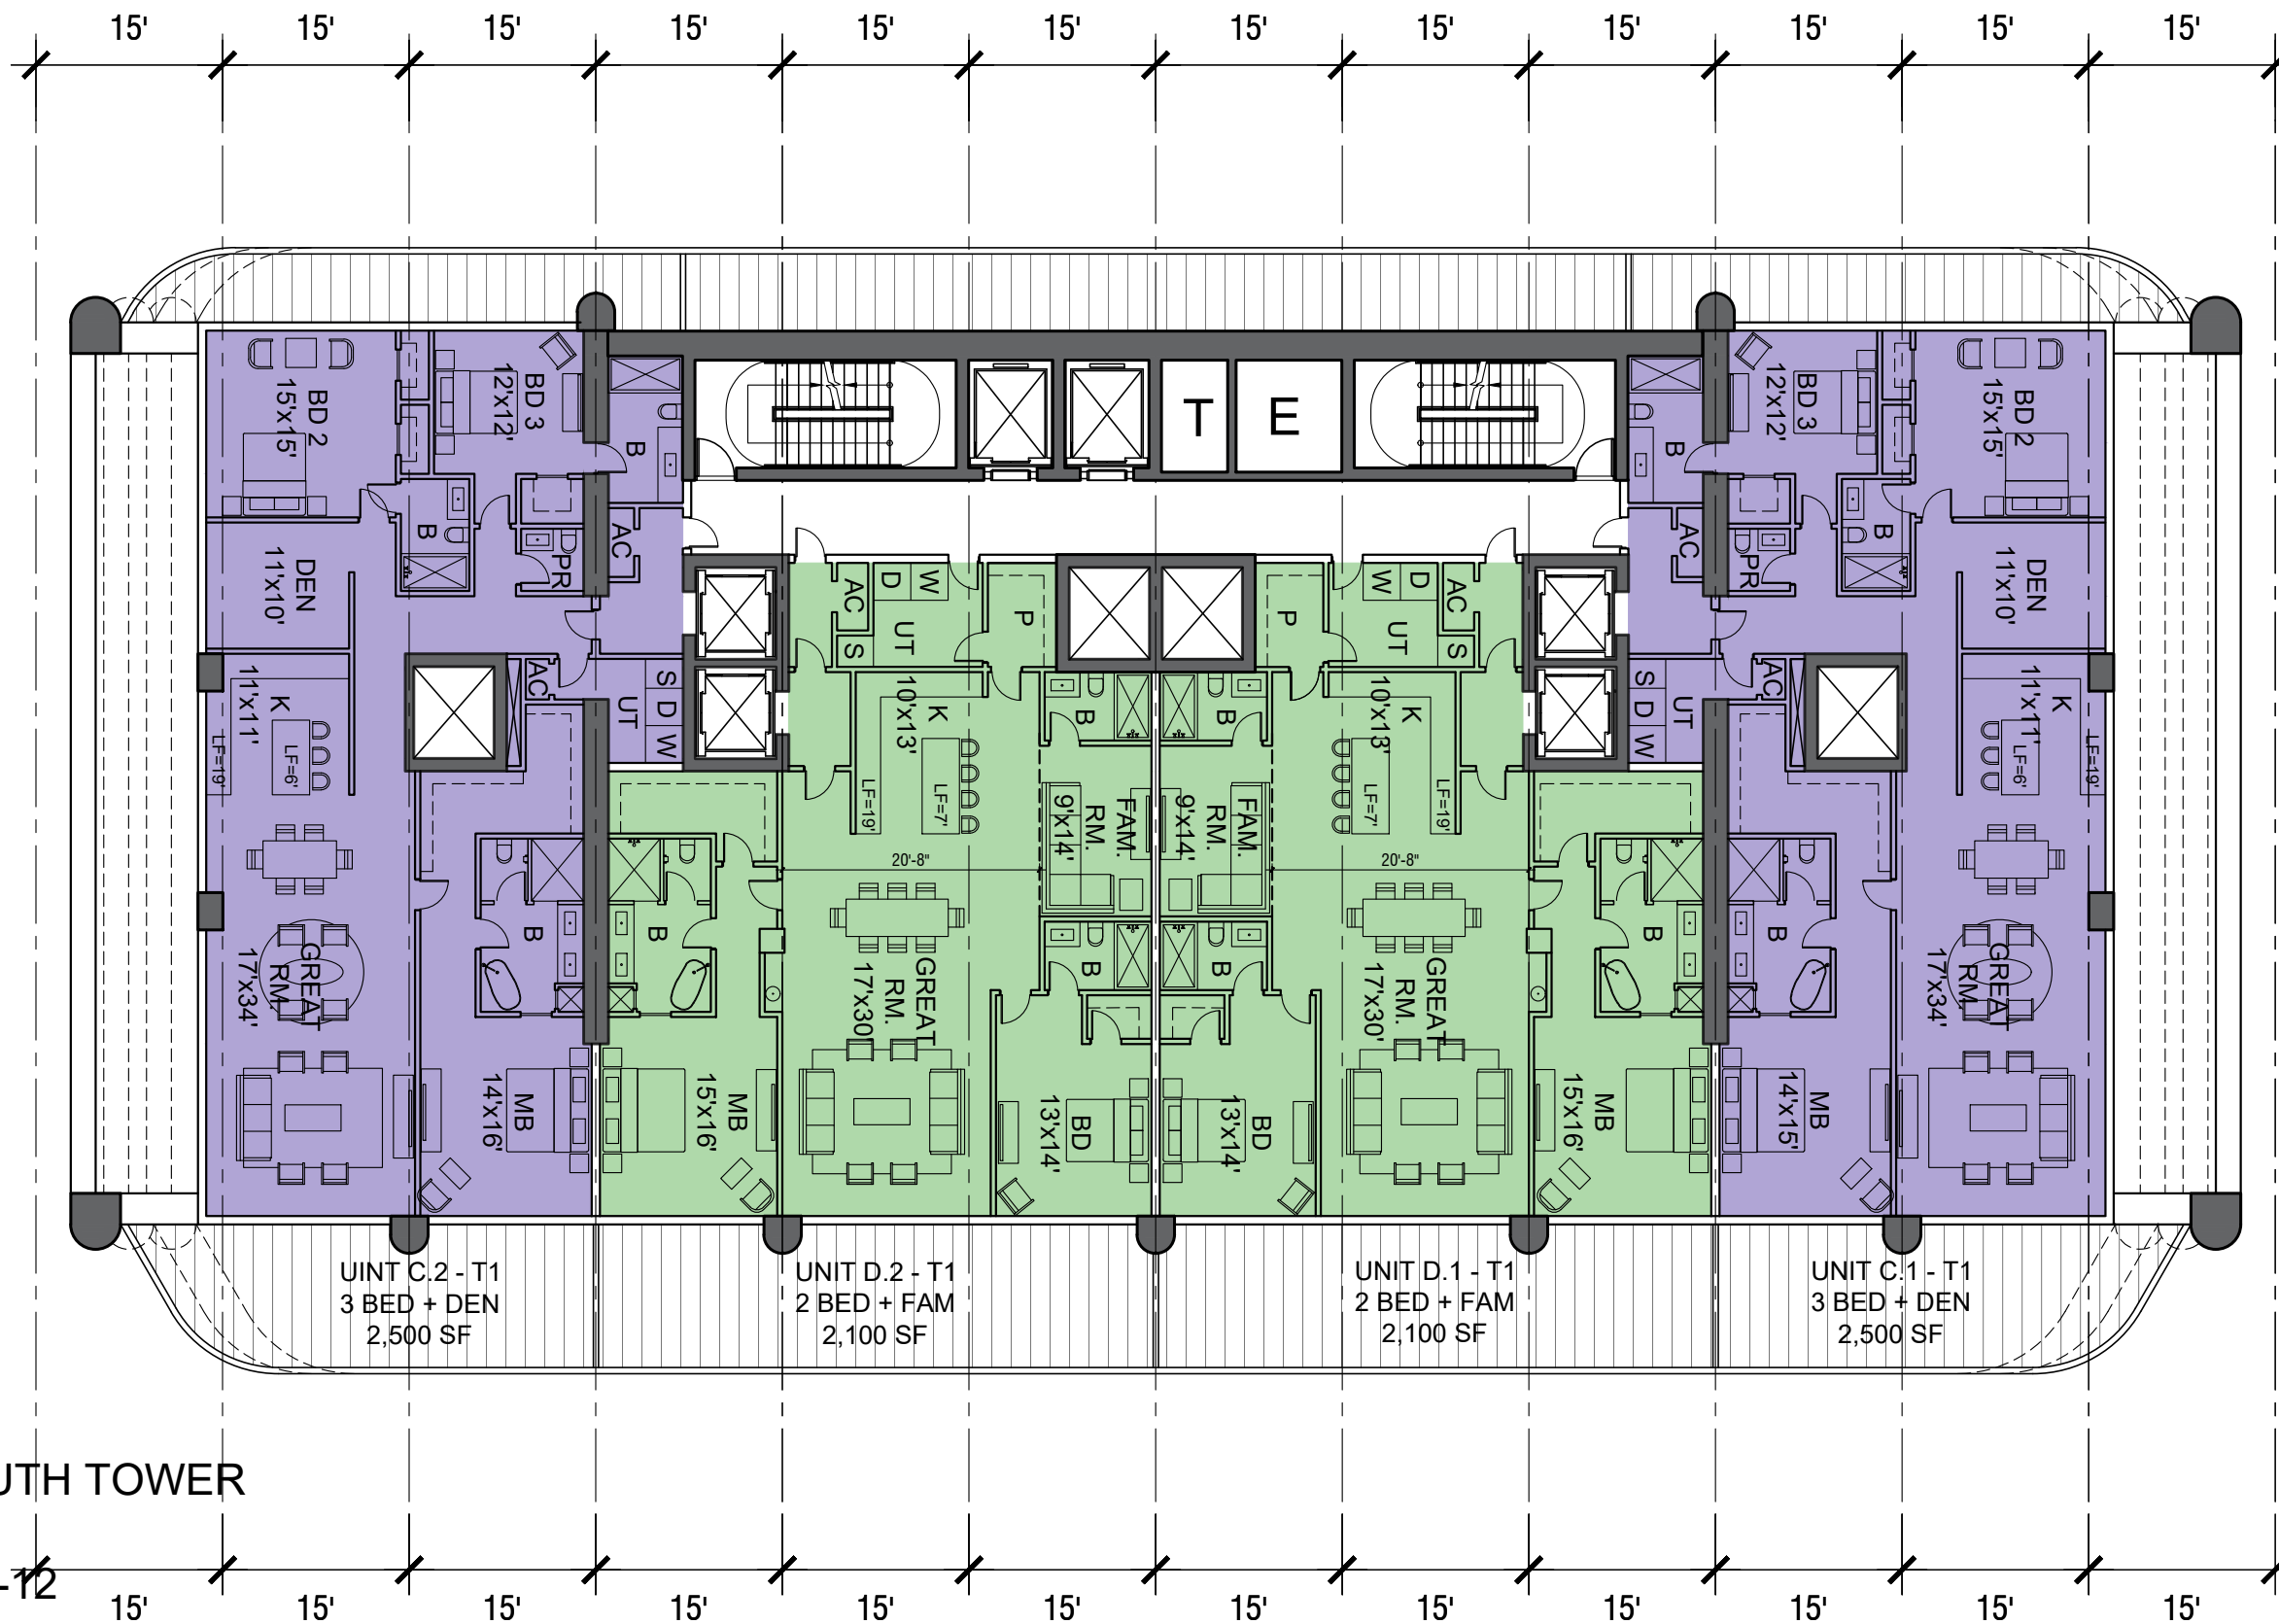 15' 15' 15' 15' 15' 15' 15' 15' 15' 15' 15' 15'
BD 2
15'x15'
BD 3
12'x12'
B
T
E
B
BD 3
12'x12'
BD 2
15'x15'
B
PR
AC
AC
PR
B
DEN
11'x10'
AC
D
W
UT
S
P
P
W
D
UT
S
AC
DEN
11'x10'
K
11'x11'
LF=19'
LF=6'
AC
UT
S
D
W
K
10'x13'
LF=19'
LF=7'
B
B
K
10'x13'
LF=7'
LF=19'
S
D
W
UT
AC
K
11'x11'
LF=6'
LF=19'
FAM.
RM.
9'x14'
FAM.
RM.
9'x14'
20'-8"
20'-8"
GREAT
RM.
17'x34'
B
B
GREAT
RM.
17'x30'
B
B
GREAT
RM.
17'x30'
B
B
GREAT
RM.
17'x34'
MB
14'x16'
MB
15'x16'
BD
13'x14'
BD
13'x14'
MB
15'x16'
MB
14'x15'
UINT C.2 - T1
3 BED + DEN
2,500 SF
UNIT D.2 - T1
2 BED + FAM
2,100 SF
UNIT D.1 - T1
2 BED + FAM
2,100 SF
UNIT C.1 - T1
3 BED + DEN
2,500 SF
UTH TOWER
-12
15' 15' 15' 15' 15' 15' 15' 15' 15' 15' 15' 15'